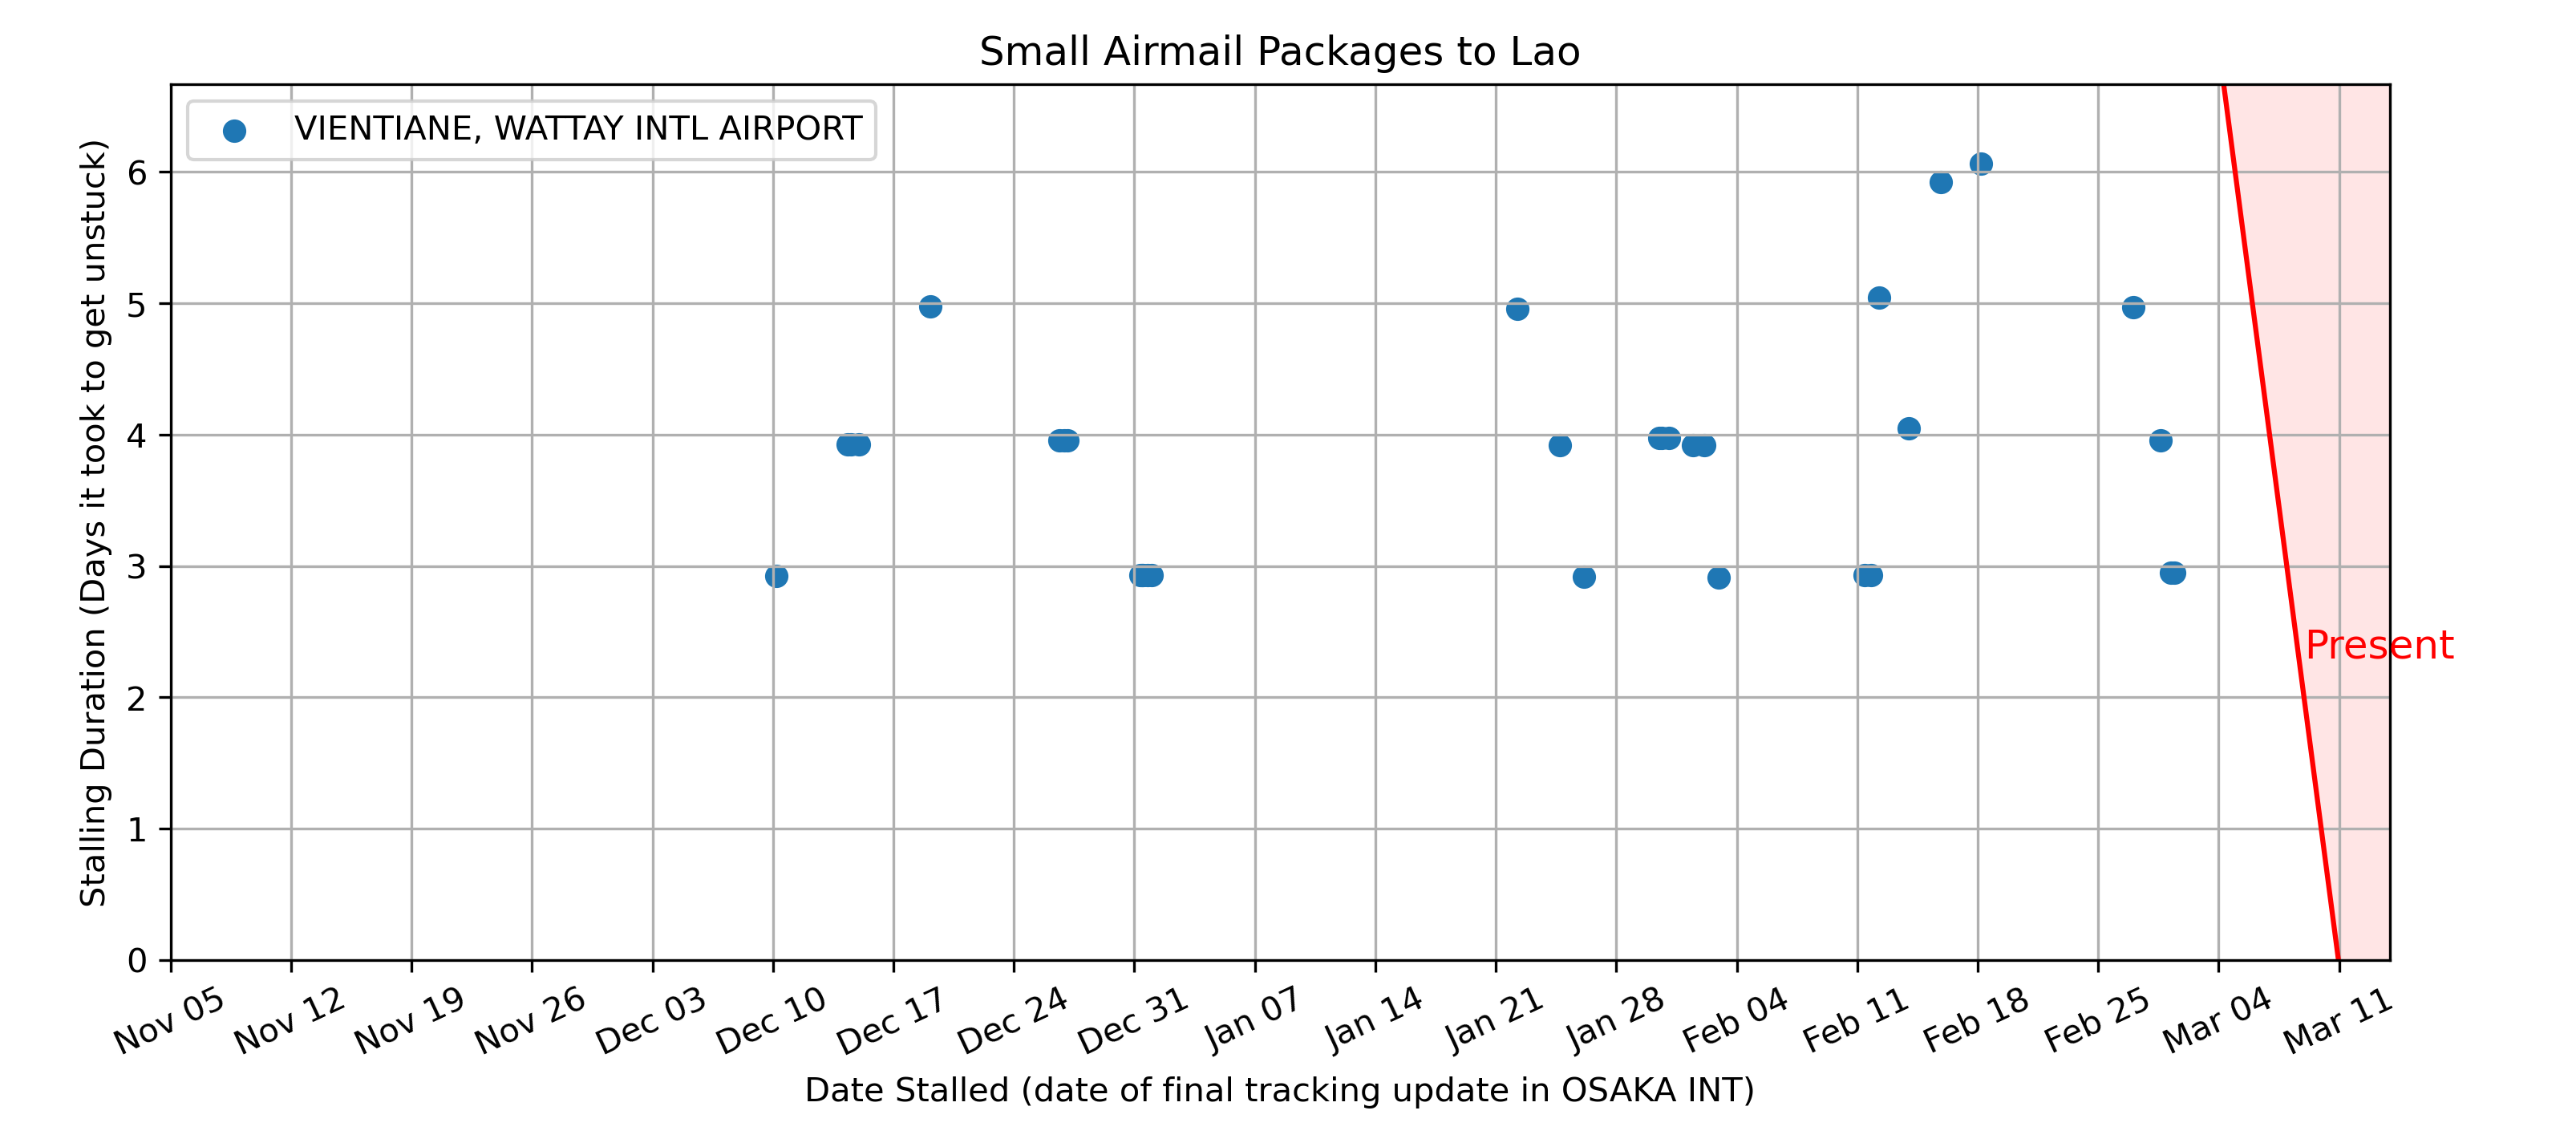 Small Airmail Packages to Lao
VIENTIANE, WATTAY INTL AIRPORT
Stalling Duration (Days it took to get unstuck)
6
5
4
3
2
1
0
Present
Nov 05
Nov 12
Nov 19
Nov 26
Dec 03
Dec 10
Dec 17
Dec 24
Dec 31
Jan 07
Jan 14
Jan 21
Jan 28
Feb 04
Feb 11
Feb 18
Feb 25
Mar 04
Mar 11
Date Stalled (date of final tracking update in OSAKA INT)